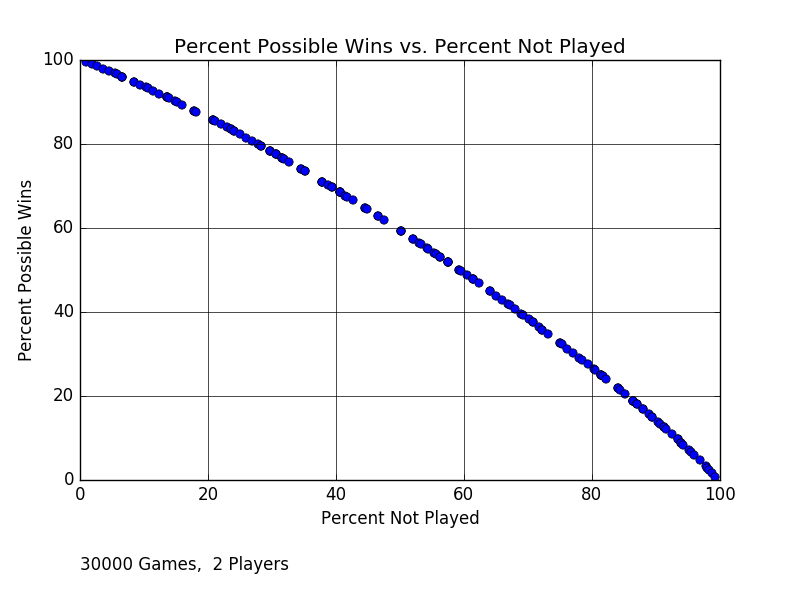 Percent Possible Wins vs. Percent Not Played
100
80
60
40
20
0
Percent Possible Wins
0 20 40 60 80 100
Percent Not Played
30000 Games,  2 Players